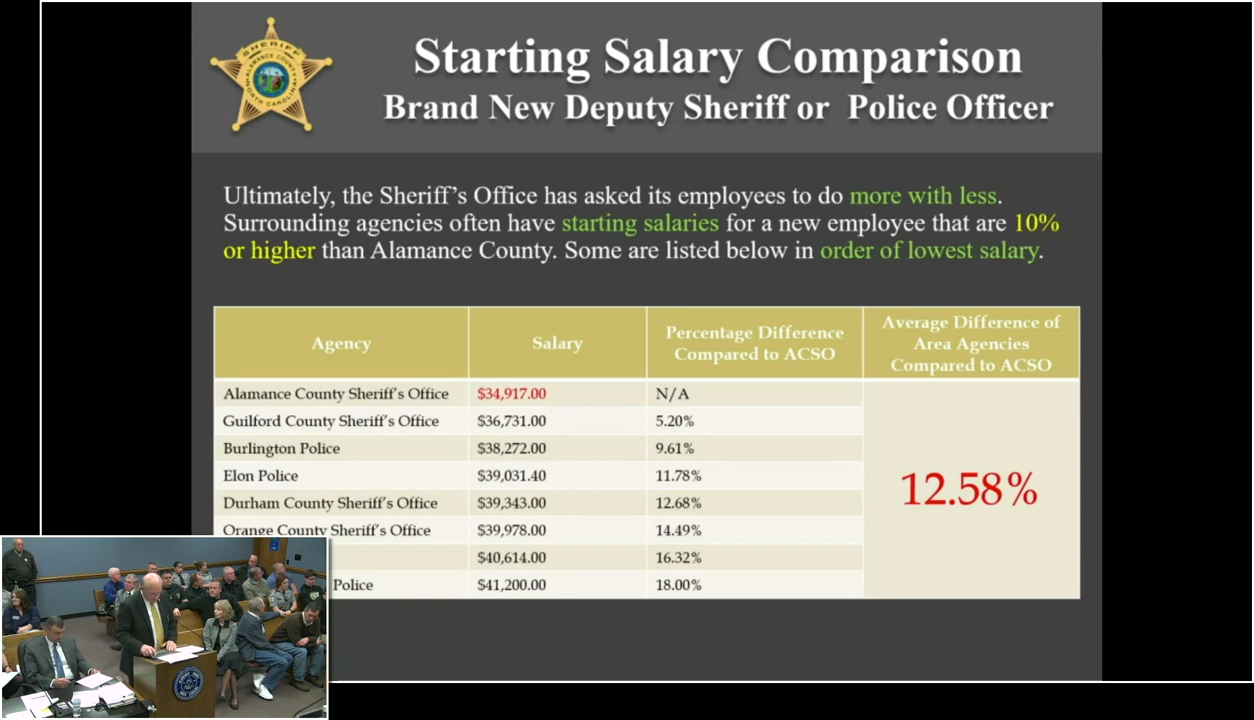 SHERIFF
ALAMANCE COUNTY
NORTH CAROLINA
Starting Salary Comparison
Brand New Deputy Sheriff or Police Officer
Ultimately, the Sheriff's Office has asked its employees to do more with less.
Surrounding agencies often have starting salaries for a new employee that are 10%
or higher than Alamance County. Some are listed below in order of lowest salary.
Agency Salary Percentage Difference Compared to ACSO Average Difference of Area Agencies Compared to ACSO
Alamance County Sheriff's Office $34,917.00 N/A
Guilford County Sheriff's Office $36,731.00 5.20%
Burlington Police $38,272.00 9.61%
Elon Police $39,031.40 11.78%
Durham County Sheriff's Office $39,343.00 12.68%
Orange County Sheriff's Office $39,978.00 14.49%
$40,614.00 16.32%
Police $41,200.00 18.00%
12.58%